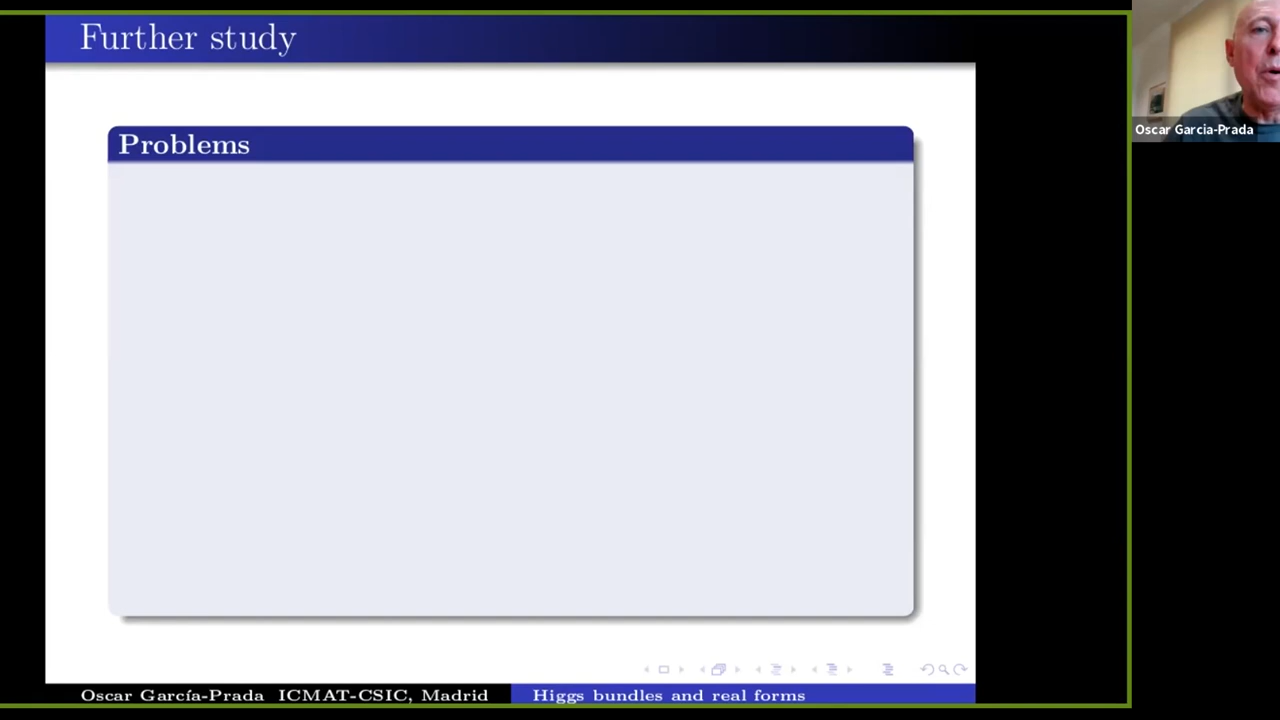 Further study
Problems
Oscar Garcia-Prada
Oscar García-Prada ICMAT-CSIC, Madrid
Higgs bundles and real forms